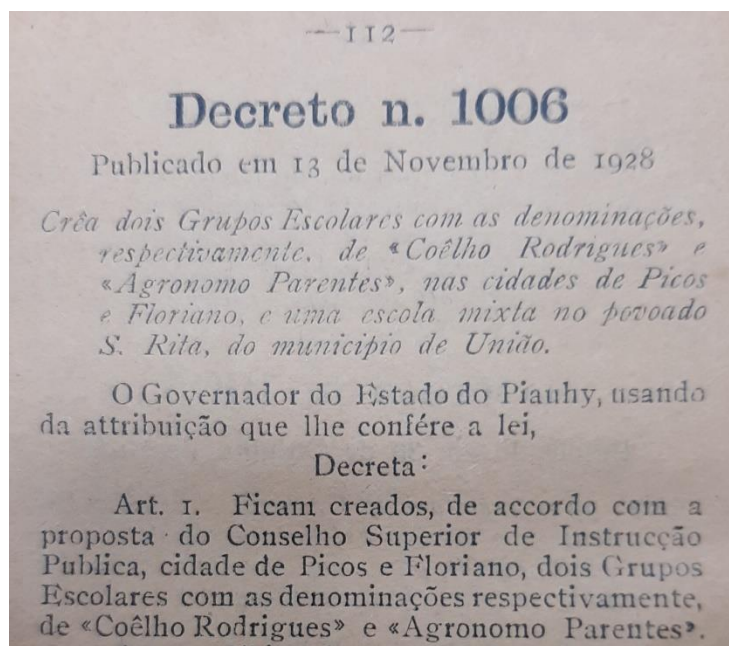 —112—
Decreto n. 1006
Publicado em 13 de Novembro de 1928
Crêa dois Grupos Escolares com as denominações,
respectivamente, de «Coêlho Rodrigues» e
«Agronomo Parentes», nas cidades de Picos
e Floriano, e uma escola mixta no povoado
S. Rita, do municipio de União.
O Governador do Estado do Piauhy, usando
da attribuição que lhe confére a lei,
Decreta:
Art. 1. Ficam creados, de accordo com a
proposta do Conselho Superior de Instrucção
Publica, cidade de Picos e Floriano, dois Grupos
Escolares com as denominações respectivamente,
de «Coêlho Rodrigues» e «Agronomo Parentes».